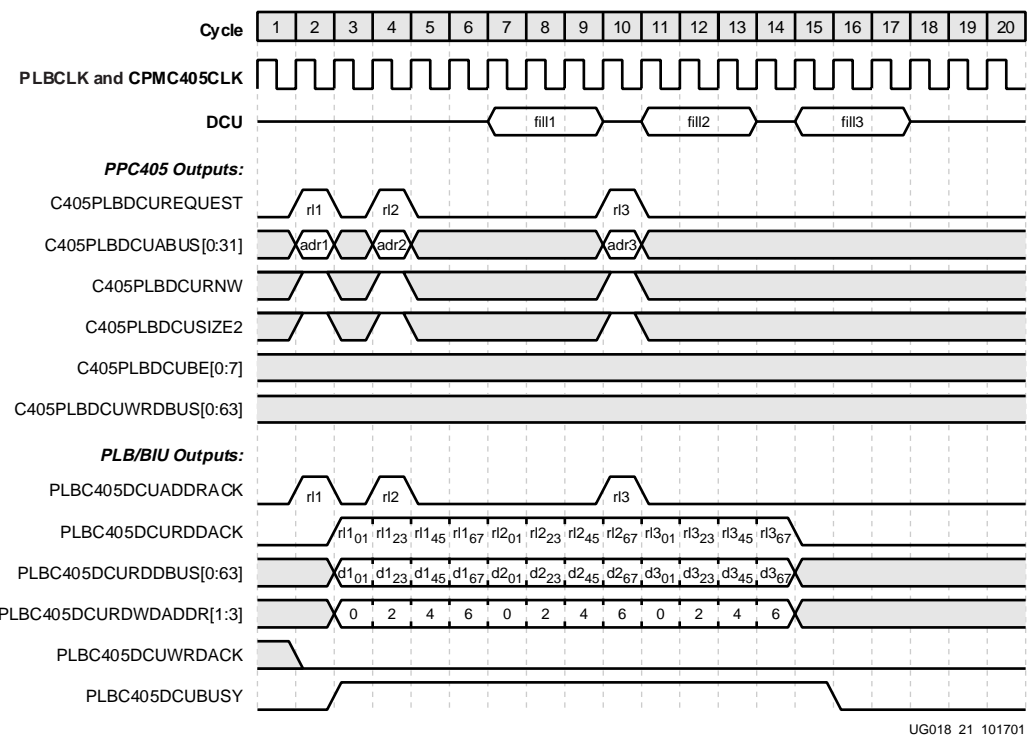 Cycle 1 2 3 4 5 6 7 8 9 10 11 12 13 14 15 16 17 18 19 20
PLBCLK and CPMC405CLK
DCU fill1 fill2 fill3
PPC405 Outputs:
C405PLBDCUREQUEST rl1 rl2 rl3
C405PLBDCUABUS[0:31] adr1 adr2 adr3
C405PLBDCURNW
C405PLBDCUSIZE2
C405PLBDCUBE[0:7]
C405PLBDCUWRDBUS[0:63]
PLB/BIU Outputs:
PLBC405DCUADDRACK rl1 rl2 rl3
PLBC405DCURDDACK rl1₀₁ rl1₂₃ rl1₄₅ rl1₆₇ rl2₀₁ rl2₂₃ rl2₄₅ rl2₆₇ rl3₀₁ rl3₂₃ rl3₄₅ rl3₆₇
PLBC405DCURDDBUS[0:63] d1₀₁ d1₂₃ d1₄₅ d1₆₇ d2₀₁ d2₂₃ d2₄₅ d2₆₇ d3₀₁ d3₂₃ d3₄₅ d3₆₇
PLBC405DCURDWDADDR[1:3] 0 2 4 6 0 2 4 6 0 2 4 6
PLBC405DCUWRDACK
PLBC405DCUBUSY
UG018_21_101701